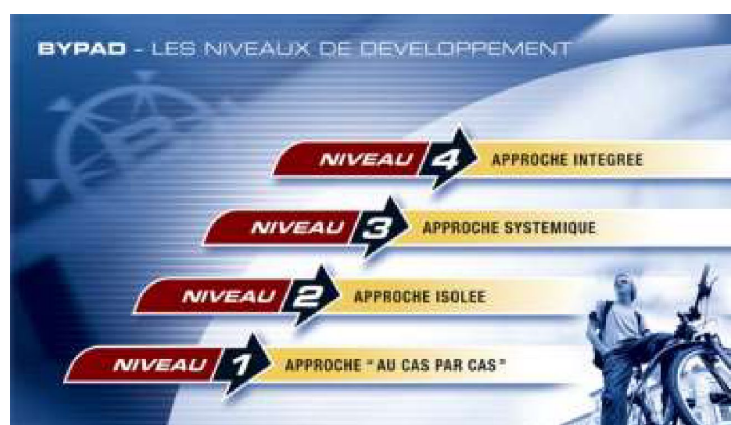 BYPAD - LES NIVEAUX DE DEVELOPPEMENT
NIVEAU 4 APPROCHE INTEGREE
NIVEAU 3 APPROCHE SYSTEMIQUE
NIVEAU 2 APPROCHE ISOLEE
NIVEAU 1 APPROCHE "AU CAS PAR CAS"